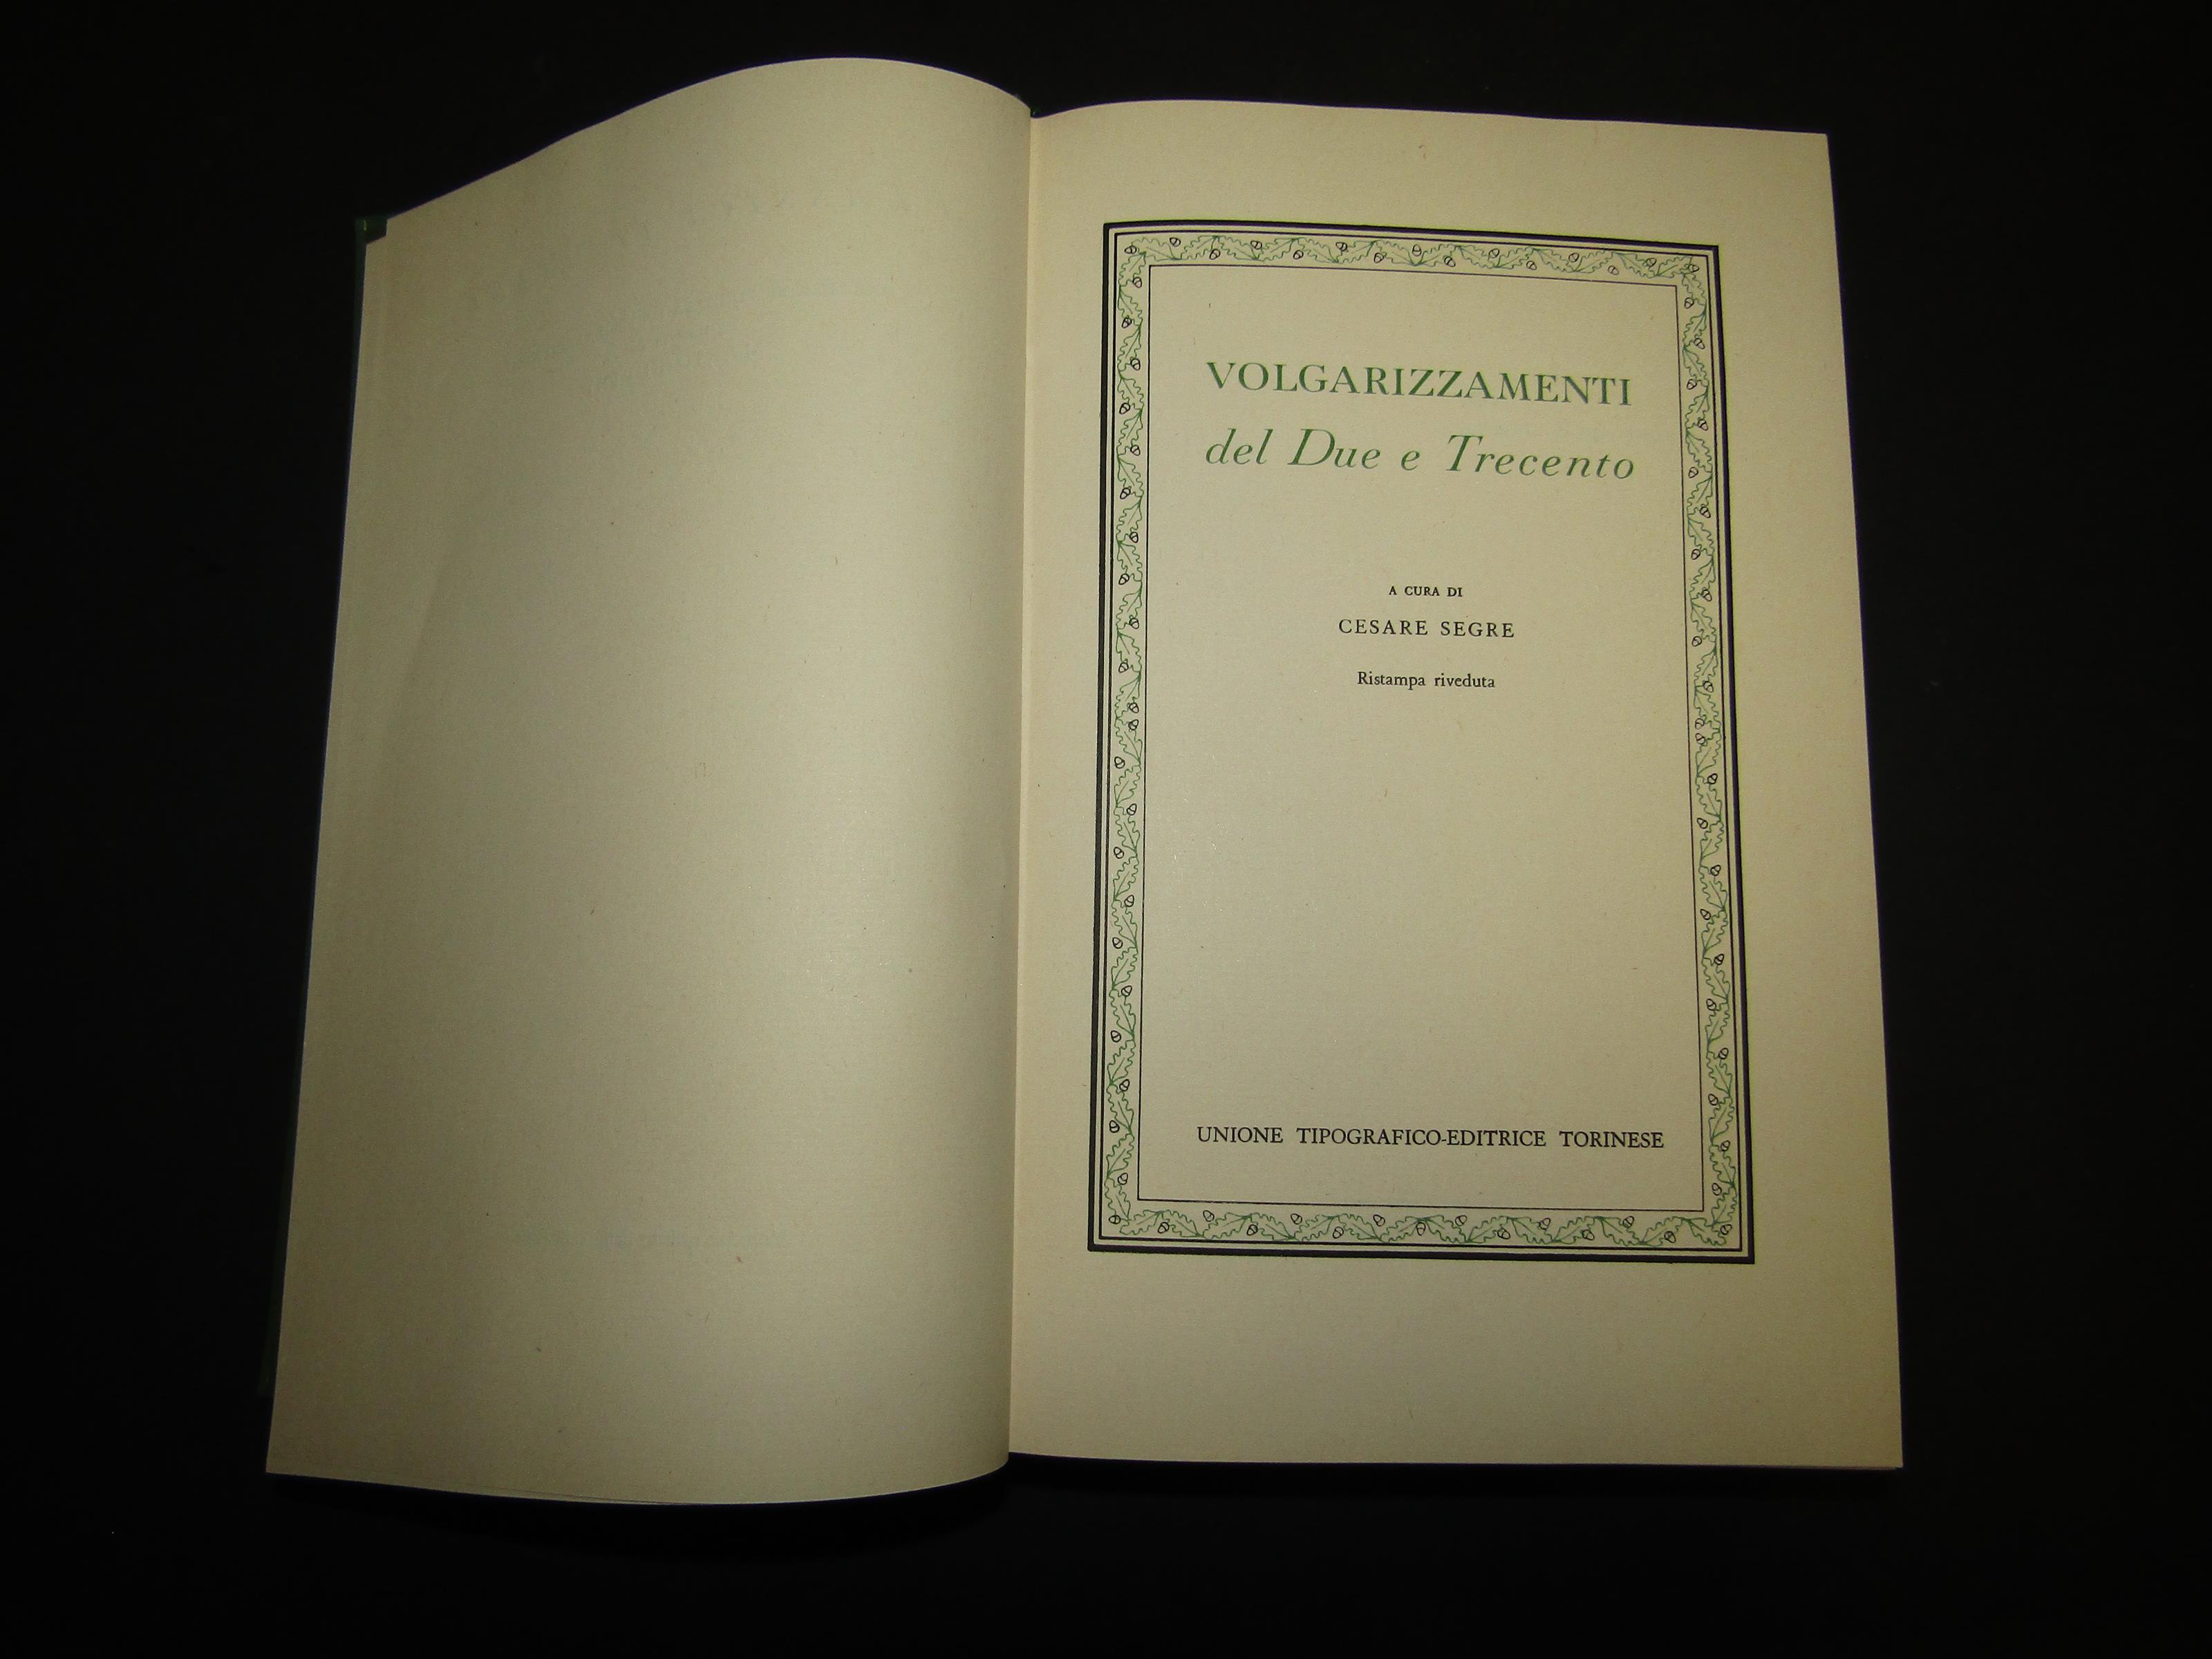 VOLGARIZZAMENTI
del Due e Trecento
A CURA DI
CESARE SEGRE
Ristampa riveduta
UNIONE TIPOGRAFICO-EDITRICE TORINESE